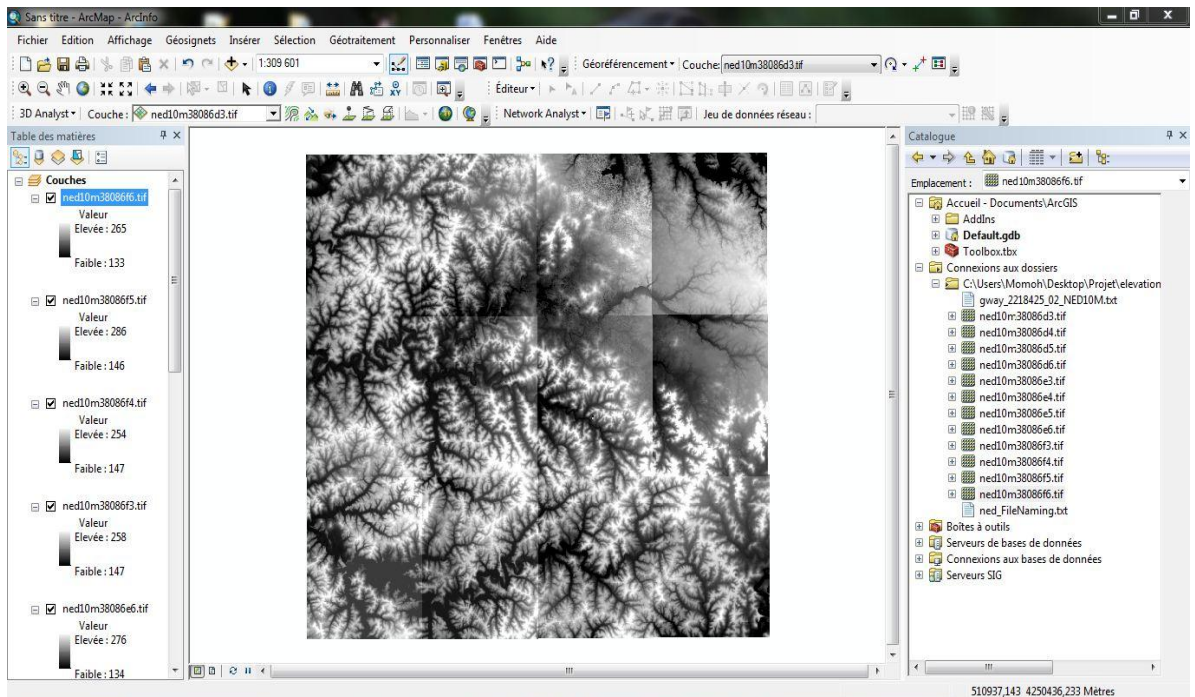 Sans titre - ArcMap - ArcInfo
Fichier Edition Affichage Géosignets Insérer Sélection Géotraitement Personnaliser Fenêtres Aide
1:309 601
Géoréférencement Couche: ned10m38086d3.tif
Éditeur
3D Analyst Couche : ned10m38086d3.tif
Network Analyst
Jeu de données réseau :
Table des matières
Couches
ned10m38086f6.tif
Valeur
Elevée : 265
Faible : 133
ned10m38086f5.tif
Valeur
Elevée : 286
Faible : 146
ned10m38086f4.tif
Valeur
Elevée : 254
Faible : 147
ned10m38086f3.tif
Valeur
Elevée : 258
Faible : 147
ned10m38086e6.tif
Valeur
Elevée : 276
Faible : 134
Catalogue
Emplacement : ned10m38086f6.tif
Accueil - Documents\ArcGIS
AddIns
Default.gdb
Toolbox.tbx
Connexions aux dossiers
C:\Users\Momoh\Desktop\Projet\elevation
gway_2218425_02_NED10M.txt
ned10m38086d3.tif
ned10m38086d4.tif
ned10m38086d5.tif
ned10m38086d6.tif
ned10m38086e3.tif
ned10m38086e4.tif
ned10m38086e5.tif
ned10m38086e6.tif
ned10m38086f3.tif
ned10m38086f4.tif
ned10m38086f5.tif
ned10m38086f6.tif
ned_FileNaming.txt
Boîtes à outils
Serveurs de bases de données
Connexions aux bases de données
Serveurs SIG
510937,143 4250436,233 Mètres